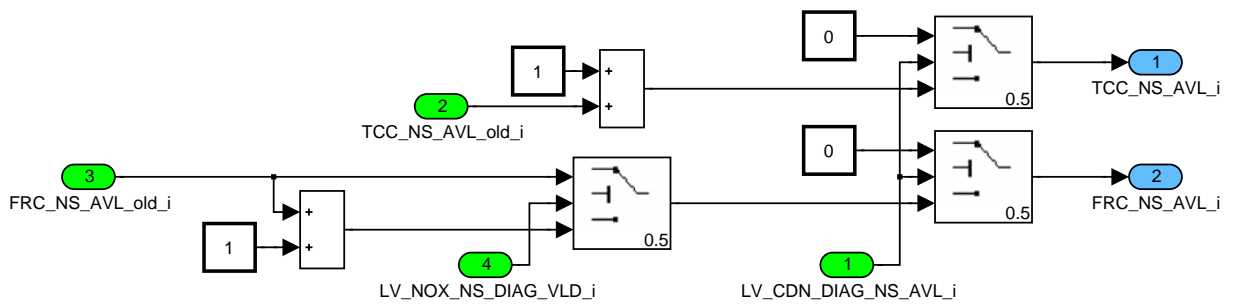 0
1
+
+
0.5
1
TCC_NS_AVL_i
2
TCC_NS_AVL_old_i
0
0.5
2
FRC_NS_AVL_i
3
FRC_NS_AVL_old_i
+
+
1
0.5
4
LV_NOX_NS_DIAG_VLD_i
1
LV_CDN_DIAG_NS_AVL_i